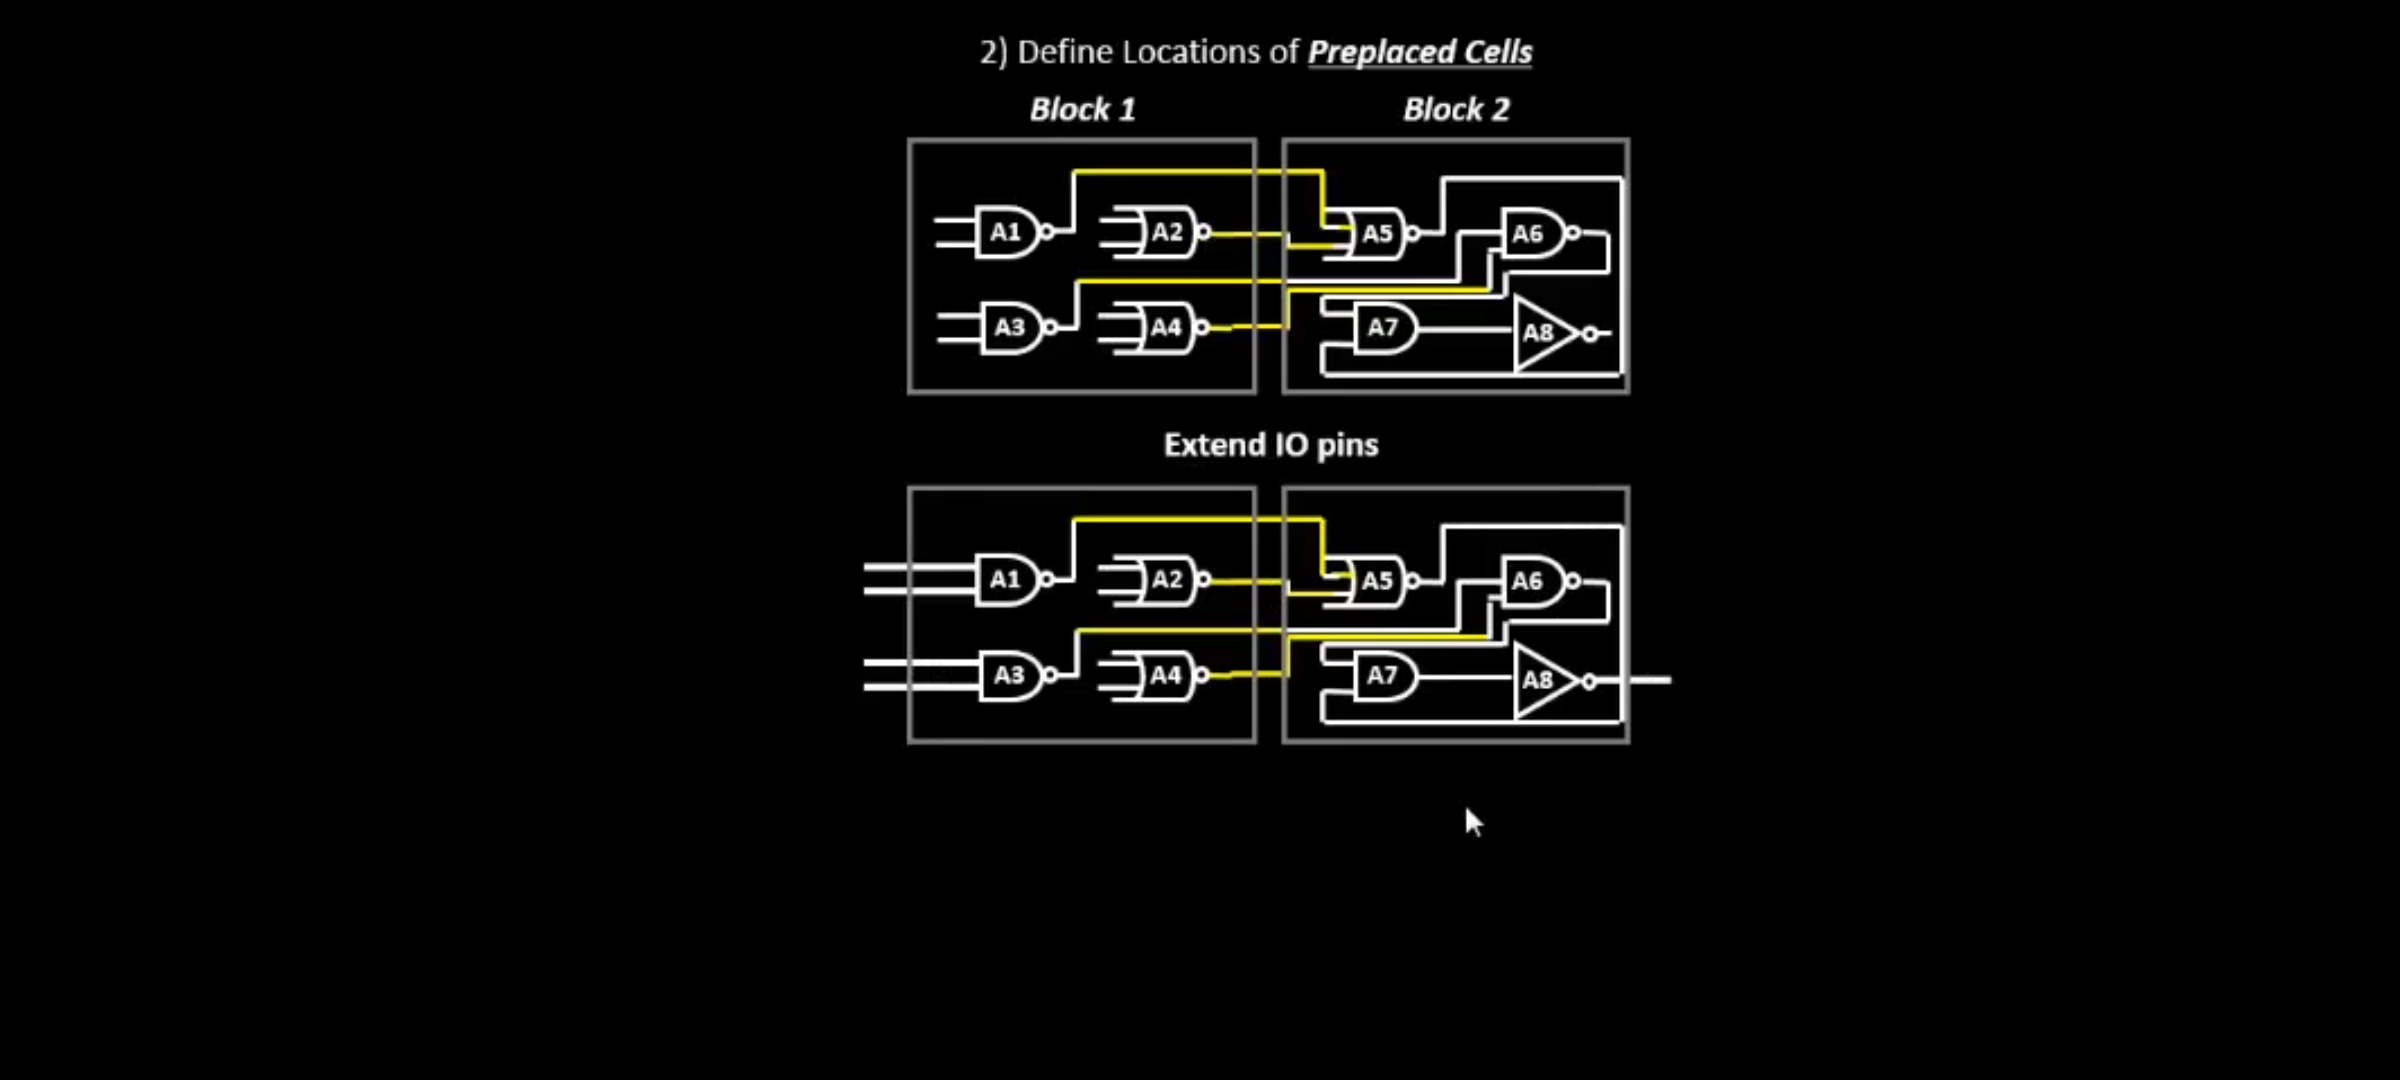 2) Define Locations of Preplaced Cells
Block 1 Block 2
A1 A2 A5 A6
A3 A4 A7 A8
Extend IO pins
A1 A2 A5 A6
A3 A4 A7 A8